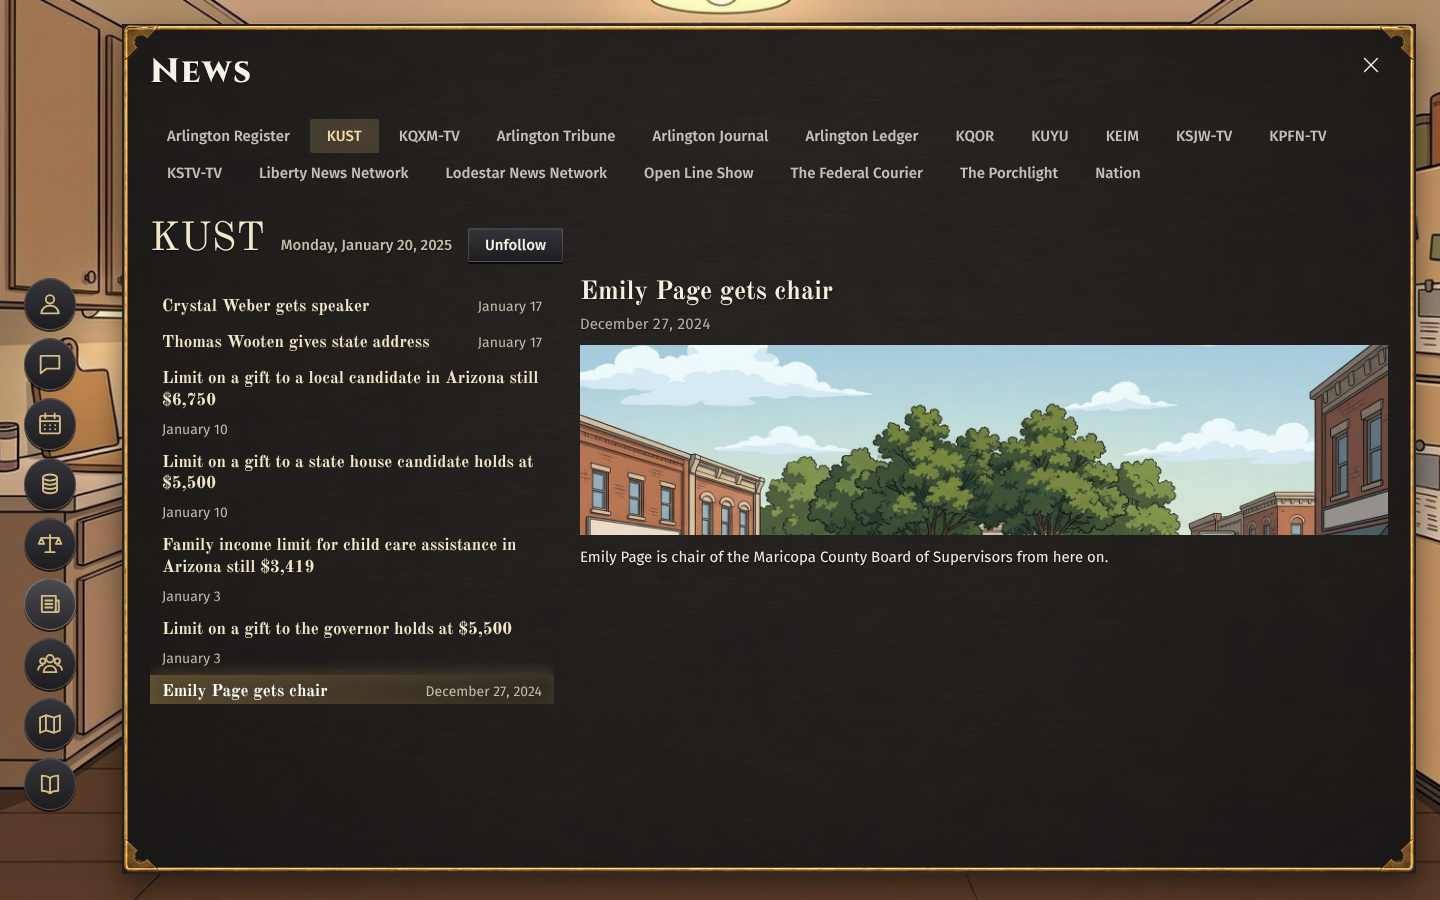 News
Arlington Register KUST KQXM-TV Arlington Tribune Arlington Journal Arlington Ledger KQOR KUYU KEIM KSJW-TV KPFN-TV
KSTV-TV Liberty News Network Lodestar News Network Open Line Show The Federal Courier The Porchlight Nation
KUST Monday, January 20, 2025 Unfollow
Crystal Weber gets speaker January 17
Thomas Wooten gives state address January 17
Limit on a gift to a local candidate in Arizona still
$6,750
January 10
Limit on a gift to a state house candidate holds at
$5,500
January 10
Family income limit for child care assistance in
Arizona still $3,419
January 3
Limit on a gift to the governor holds at $5,500
January 3
Emily Page gets chair December 27, 2024
Emily Page gets chair
December 27, 2024
Emily Page is chair of the Maricopa County Board of Supervisors from here on.